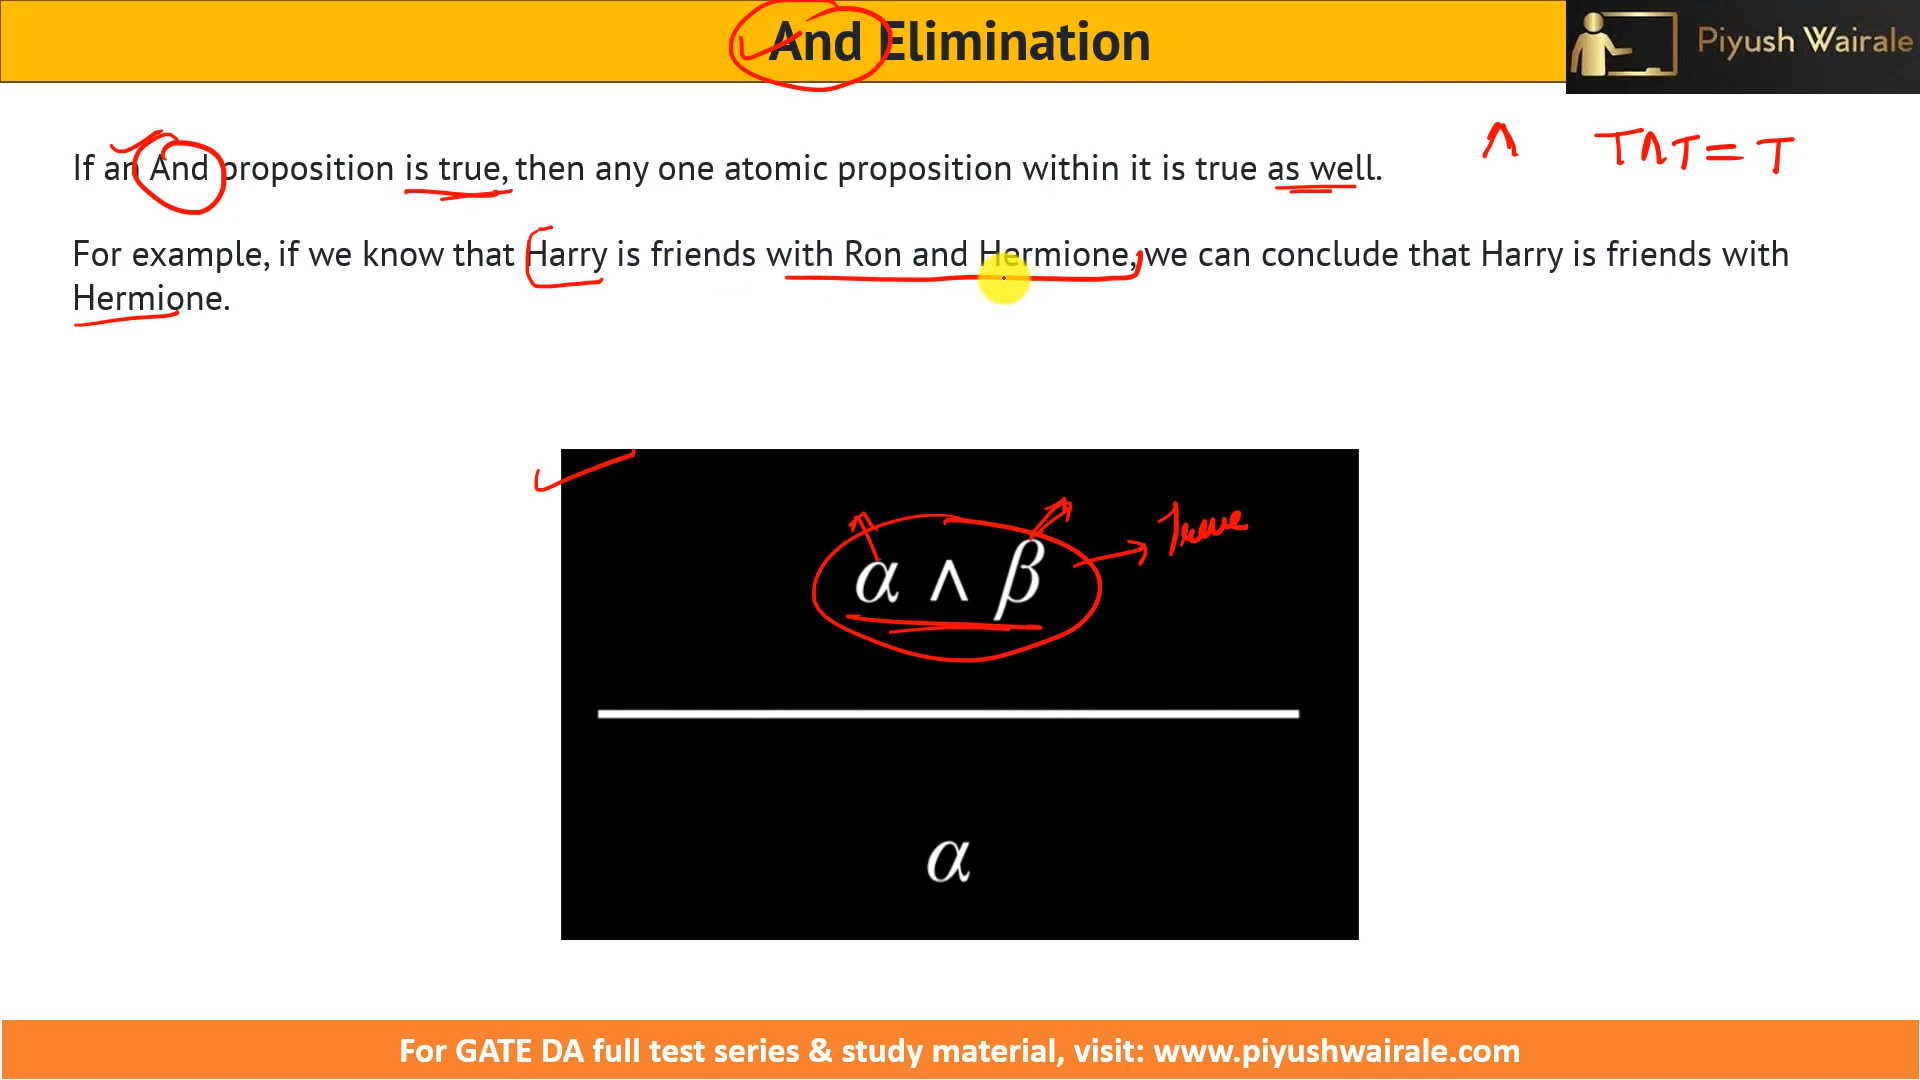 And Elimination
Piyush Wairale
If an And proposition is true, then any one atomic proposition within it is true as well.
∧ T∧T=T
For example, if we know that Harry is friends with Ron and Hermione, we can conclude that Harry is friends with
Hermione.
α ∧ β
True
α
For GATE DA full test series & study material, visit: www.piyushwairale.com